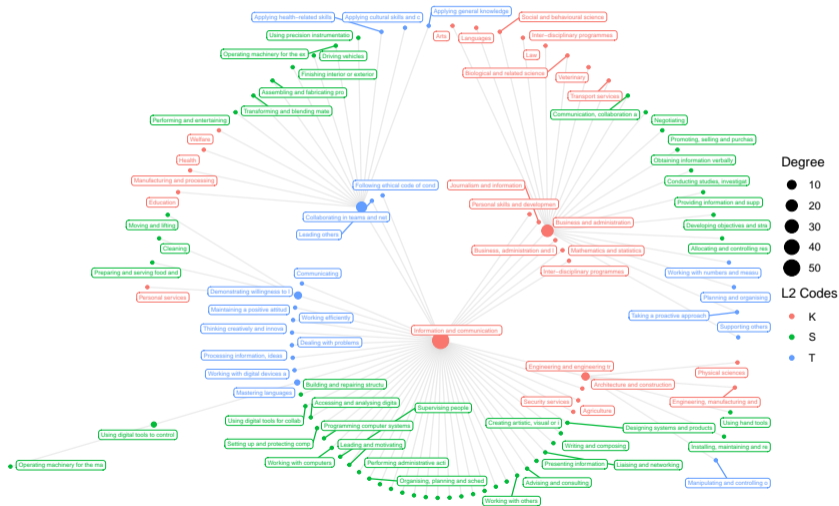 Applying general knowledge
Applying health-related skills
Applying cultural skills and c
Social and behavioural science
Arts
Languages
Inter-disciplinary programmes
Using precision instrumentatio
Operating machinery for the ex
Driving vehicles
Law
Finishing interior or exterior
Biological and related science
Veterinary
Assembling and fabricating pro
Transport services
Transforming and blending mate
Communication, collaboration a
Performing and entertaining
Negotiating
Welfare
Promoting, selling and purchas
Health
Obtaining information verbally
Manufacturing and processing
Following ethical code of cond
Journalism and information
Conducting studies, investigat
Education
Personal skills and developmen
Providing information and supp
Moving and lifting
Collaborating in teams and net
Business and administration
Developing objectives and stra
Leading others
Cleaning
Business, administration and l
Mathematics and statistics
Allocating and controlling rea
Preparing and serving food and
Communicating
Inter-disciplinary programmes
Working with numbers and measu
Personal services
Demonstrating willingness to l
Planning and organising
Maintaining a positive attitud
Working efficiently
Taking a proactive approach
Thinking creatively and innova
Information and communication
Supporting others
Dealing with problems
Processing information, ideas
Engineering and engineering tr
Physical sciences
Working with digital devices a
Building and repairing structu
Architecture and construction
Mastering languages
Accessing and analysing digita
Security services
Engineering, manufacturing and
Supervising people
Agriculture
Using digital tools for collab
Programming computer systems
Creating artistic, visual or i
Designing systems and products
Using hand tools
Using digital tools to control
Setting up and protecting comp
Leading and motivating
Writing and composing
Installing, maintaining and re
Operating machinery for the ma
Working with computers
Performing administrative acti
Presenting information
Liaising and networking
Organising, planning and sched
Advising and consulting
Manipulating and controlling o
Working with others
Degree
10
20
30
40
50
L2 Codes
K
S
T